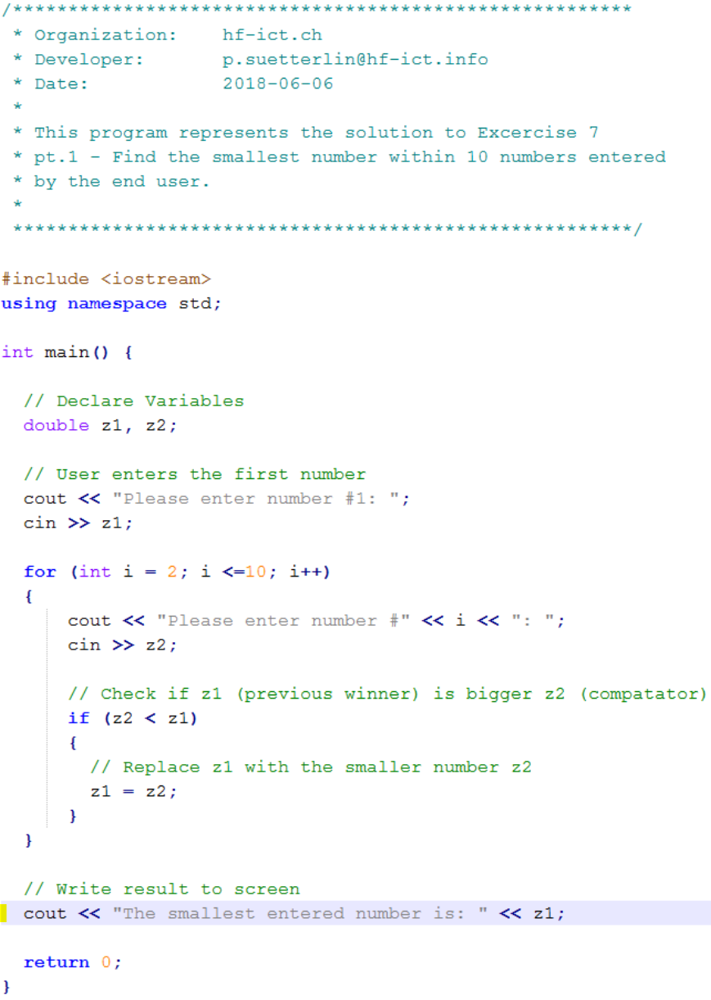 /********************************************************
 * Organization:    hf-ict.ch
 * Developer:       p.suetterlin@hf-ict.info
 * Date:            2018-06-06
 *
 * This program represents the solution to Excercise 7
 * pt.1 - Find the smallest number within 10 numbers entered
 * by the end user.
 *
 ********************************************************/

#include <iostream>
using namespace std;

int main() {

  // Declare Variables
  double z1, z2;

  // User enters the first number
  cout << "Please enter number #1: ";
  cin >> z1;

  for (int i = 2; i <=10; i++)
  {
      cout << "Please enter number #" << i << ": ";
      cin >> z2;

      // Check if z1 (previous winner) is bigger z2 (compatator)
      if (z2 < z1)
      {
        // Replace z1 with the smaller number z2
        z1 = z2;
      }
  }

  // Write result to screen
  cout << "The smallest entered number is: " << z1;

  return 0;
}